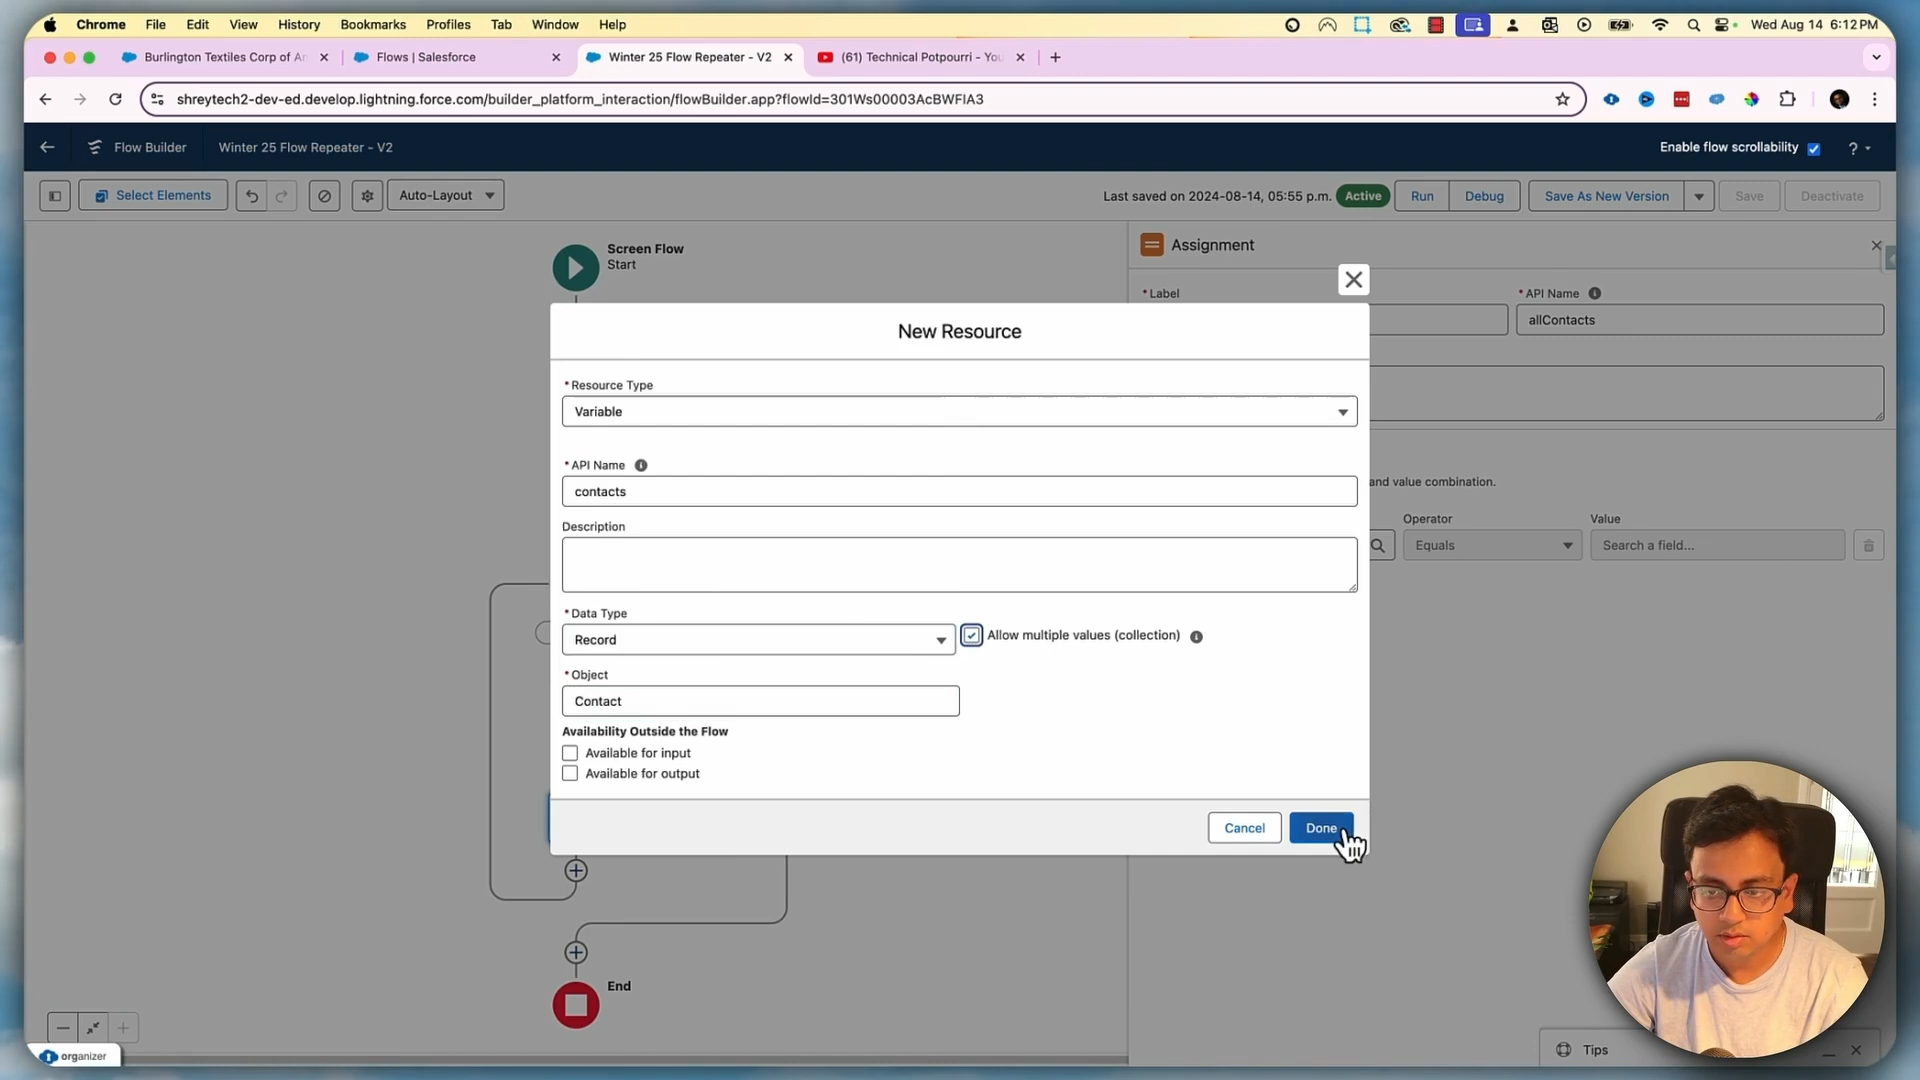 Chrome File Edit View History Bookmarks Profiles Tab Window Help Wed Aug 14 6:12 PM
Burlington Textiles Corp of Am Flows | Salesforce Winter 25 Flow Repeater - V2 (61) Technical Potpourri - You
shreytech2-dev-ed.develop.lightning.force.com/builder_platform_interaction/flowBuilder.app?flowId=301Ws00003AcBWFIA3
Flow Builder Winter 25 Flow Repeater - V2 Enable flow scrollability ?
Select Elements Auto-Layout Last saved on 2024-08-14, 05:55 p.m. Active Run Debug Save As New Version Save Deactivate
Screen Flow
Start
Assignment
* Label * API Name
allContacts
New Resource
* Resource Type
Variable
* API Name
contacts
and value combination.
Description
Operator Value
Equals Search a field...
* Data Type
Record Allow multiple values (collection)
* Object
Contact
Availability Outside the Flow
Available for input
Available for output
Cancel Done
End
Tips
organizer